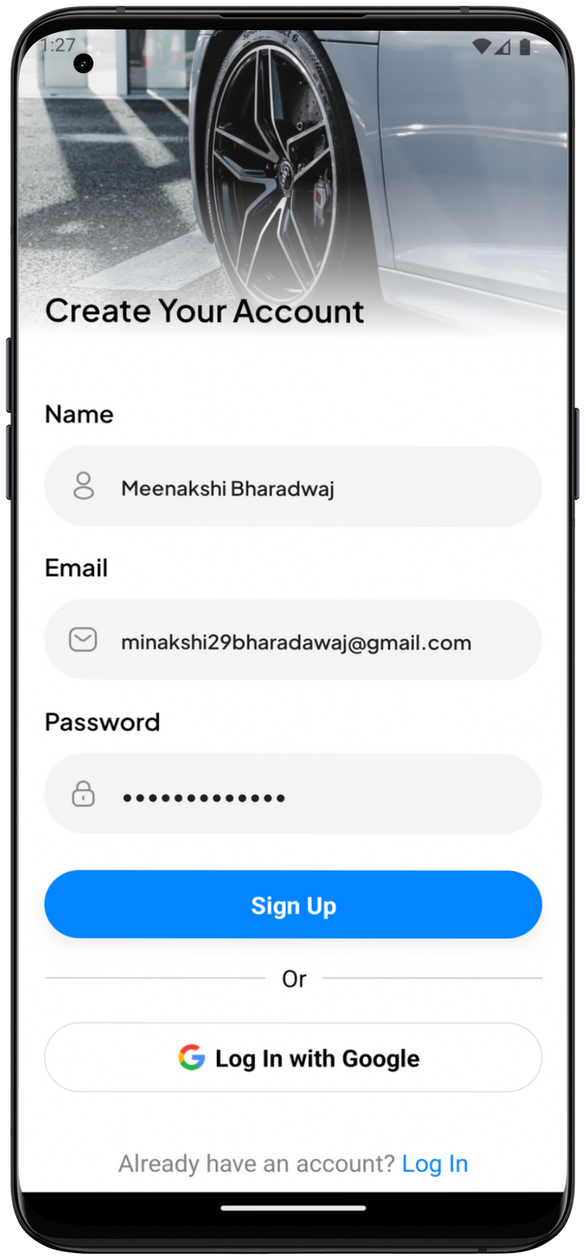 1:27
Create Your Account
Name
Meenakshi Bharadwaj
Email
minakshi29bharadawaj@gmail.com
Password
•••••••••••••
Sign Up
Or
Log In with Google
Already have an account? Log In